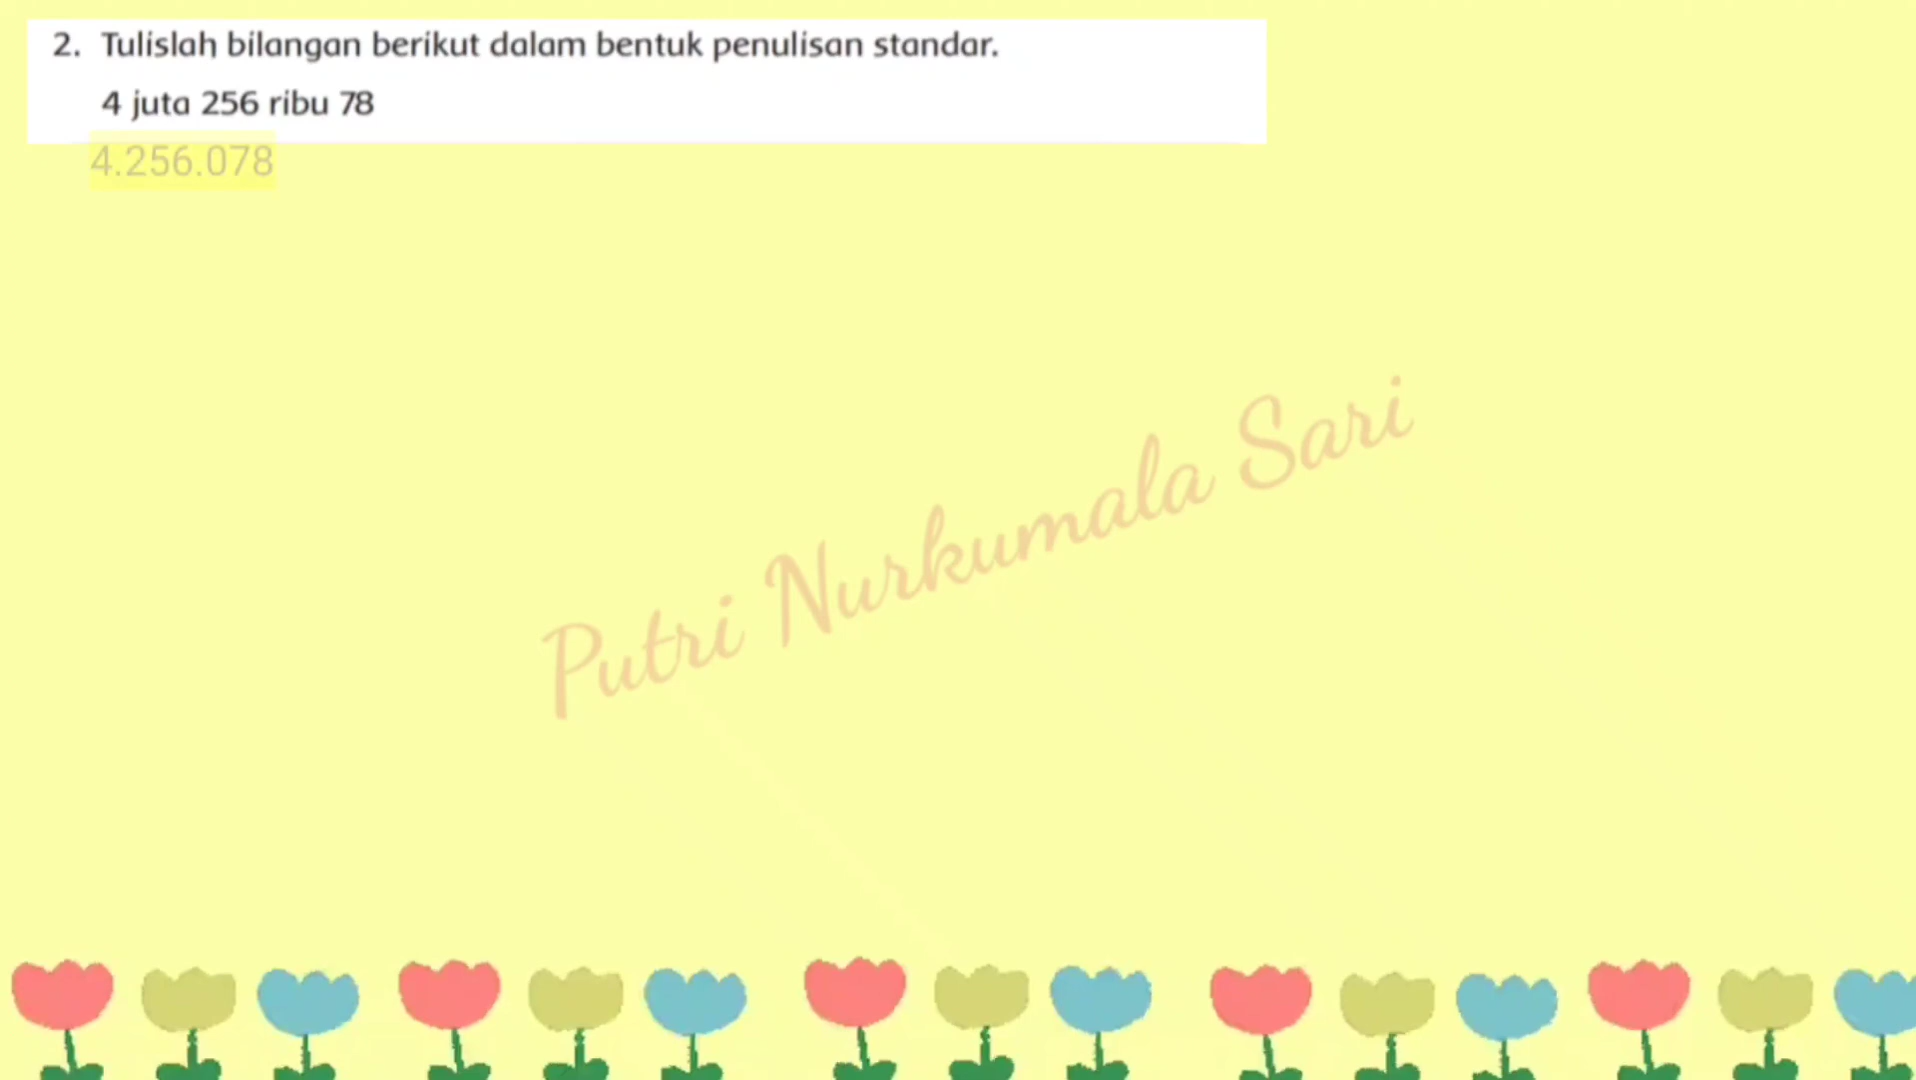 2. Tulislah bilangan berikut dalam bentuk penulisan standar.
4 juta 256 ribu 78
4.256.078
Putri Nurkumala Sari